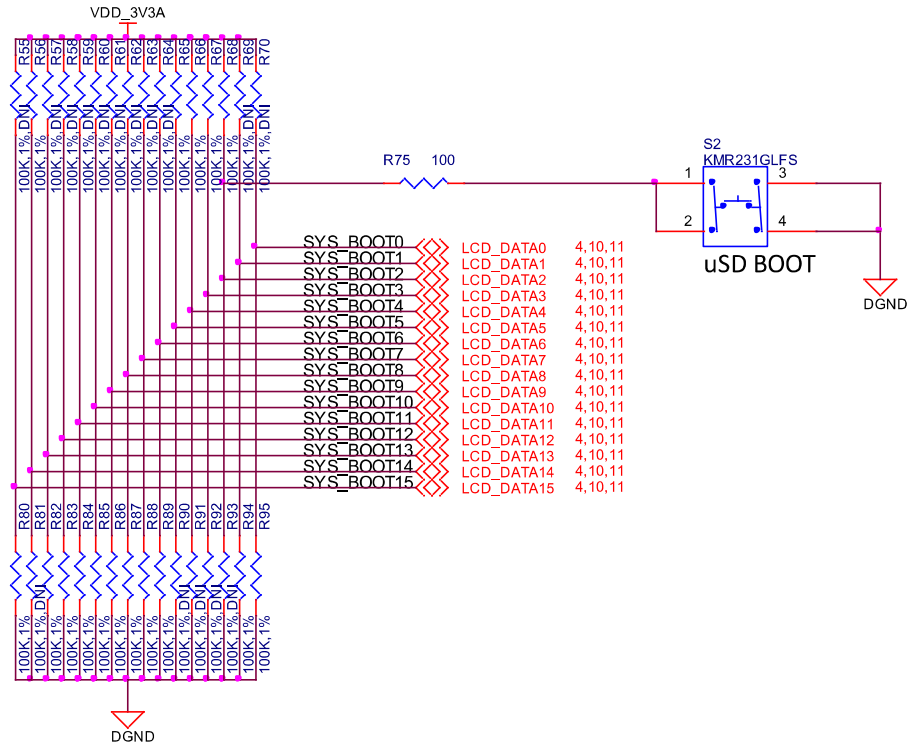 VDD_3V3A
R55
R56
R57
R58
R59
R60
R61
R62
R63
R64
R65
R66
R67
R68
R69
R70
100K,1%,DNI
100K,1%
100K,1%,DNI
100K,1%,DNI
100K,1%,DNI
100K,1%,DNI
100K,1%,DNI
100K,1%,DNI
100K,1%,DNI
100K,1%,DNI
100K,1%
100K,1%
100K,1%
100K,1%
100K,1%,DNI
100K,1%,DNI
R75 100
S2
KMR231GLFS
1 3
2 4
uSD BOOT
DGND
SYS_BOOT0 LCD_DATA0 4,10,11
SYS_BOOT1 LCD_DATA1 4,10,11
SYS_BOOT2 LCD_DATA2 4,10,11
SYS_BOOT3 LCD_DATA3 4,10,11
SYS_BOOT4 LCD_DATA4 4,10,11
SYS_BOOT5 LCD_DATA5 4,10,11
SYS_BOOT6 LCD_DATA6 4,10,11
SYS_BOOT7 LCD_DATA7 4,10,11
SYS_BOOT8 LCD_DATA8 4,10,11
SYS_BOOT9 LCD_DATA9 4,10,11
SYS_BOOT10 LCD_DATA10 4,10,11
SYS_BOOT11 LCD_DATA11 4,10,11
SYS_BOOT12 LCD_DATA12 4,10,11
SYS_BOOT13 LCD_DATA13 4,10,11
SYS_BOOT14 LCD_DATA14 4,10,11
SYS_BOOT15 LCD_DATA15 4,10,11
R80
R81
R82
R83
R84
R85
R86
R87
R88
R89
R90
R91
R92
R93
R94
R95
100K,1%
100K,1%,DNI
100K,1%
100K,1%
100K,1%
100K,1%
100K,1%
100K,1%
100K,1%
100K,1%
100K,1%,DNI
100K,1%,DNI
100K,1%,DNI
100K,1%,DNI
100K,1%
100K,1%
DGND